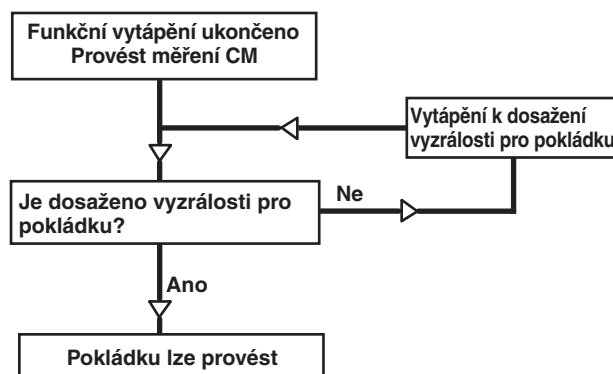 Funkční vytápění ukončeno
Provést měření CM
Vytápění k dosažení
vyzrálosti pro pokládku
Je dosaženo vyzrálosti pro
pokládku?
Ne
Ano
Pokládku lze provést